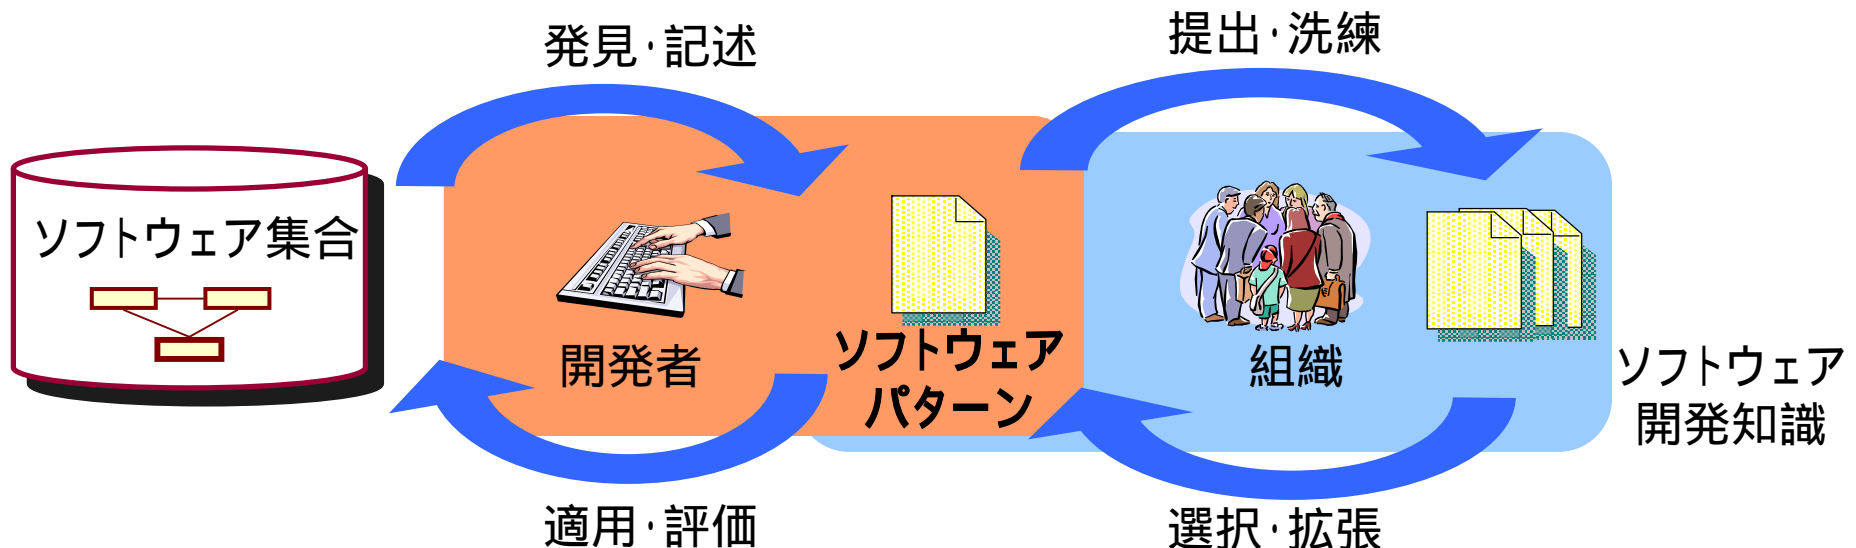 発見・記述
提出・洗練
ソフトウェア集合
開発者
ソフトウェア
パターン
組織
ソフトウェア
開発知識
適用・評価
選択・拡張